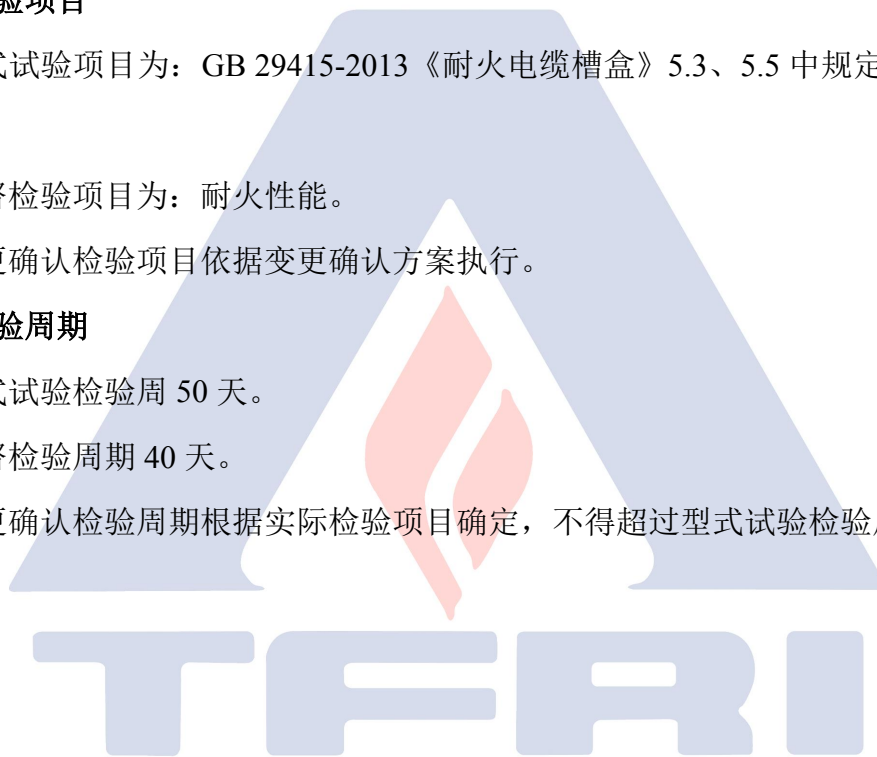 验项目
式试验项目为：GB 29415-2013《耐火电缆槽盒》5.3、5.5 中规定
督检验项目为：耐火性能。
更确认检验项目依据变更确认方案执行。
验周期
式试验检验周 50 天。
督检验周期 40 天。
更确认检验周期根据实际检验项目确定，不得超过型式试验检验
TFRI